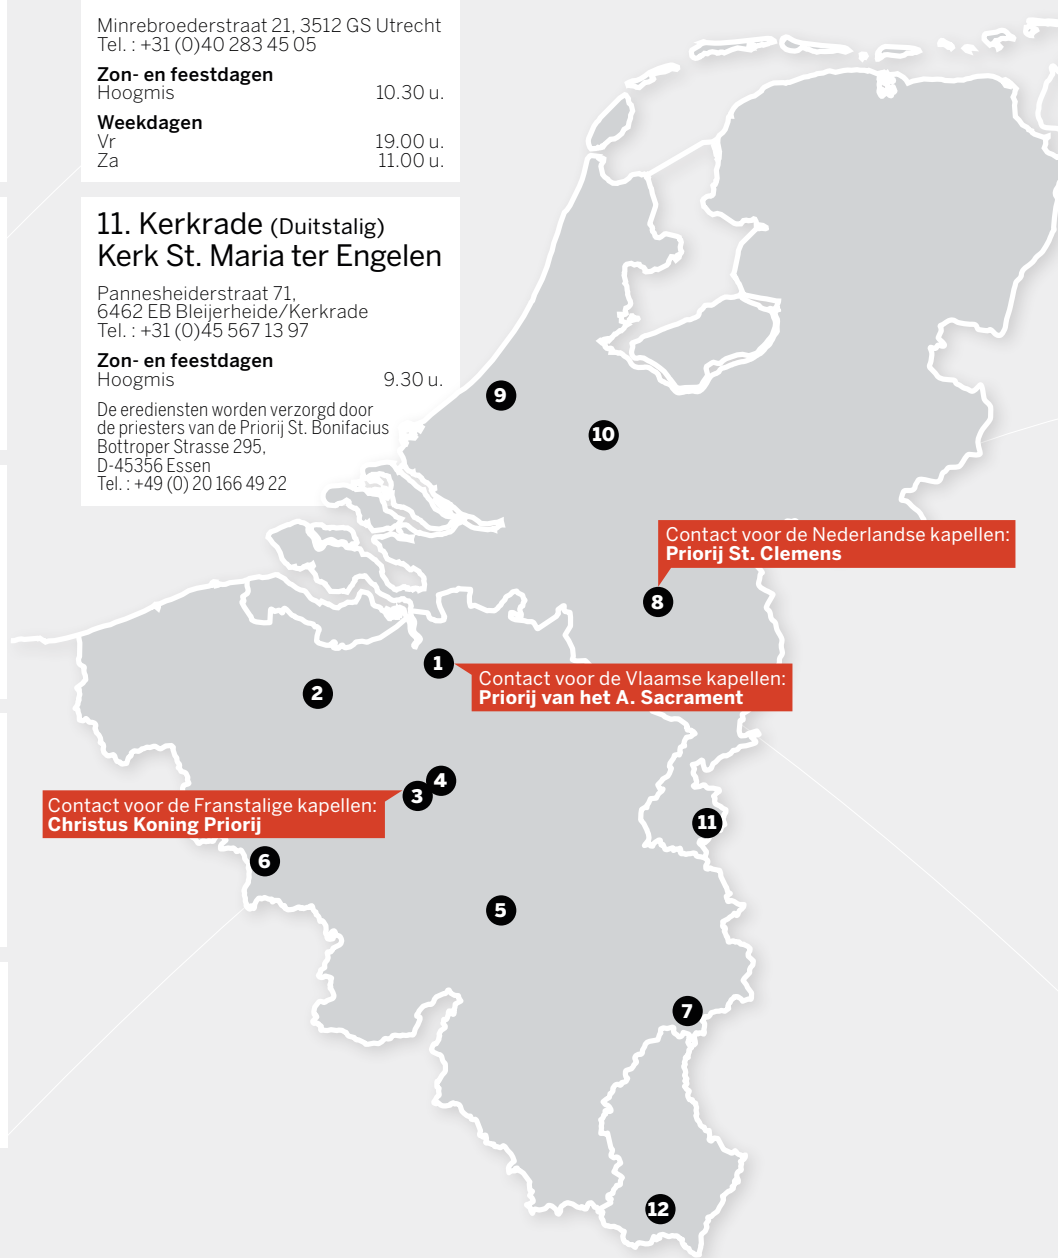 Minrebroederstraat 21, 3512 GS Utrecht
Tel. : +31 (0)40 283 45 05
Zon- en feestdagen
Hoogmis 10.30 u.
Weekdagen
Vr 19.00 u.
Za 11.00 u.
11. Kerkrade (Duitstalig)
Kerk St. Maria ter Engelen
Pannesheiderstraat 71,
6462 EB Bleijerheide/Kerkrade
Tel. : +31 (0)45 567 13 97
Zon- en feestdagen
Hoogmis 9.30 u.
De erediensten worden verzorgd door
de priesters van de Priorij St. Bonifacius
Bottroper Strasse 295,
D-45356 Essen
Tel. : +49 (0) 20 166 49 22
9
10
Contact voor de Nederlandse kapellen:
Priorij St. Clemens
8
1
Contact voor de Vlaamse kapellen:
Priorij van het A. Sacrament
2
4
3
Contact voor de Franstalige kapellen:
Christus Koning Priorij
11
6
5
7
12